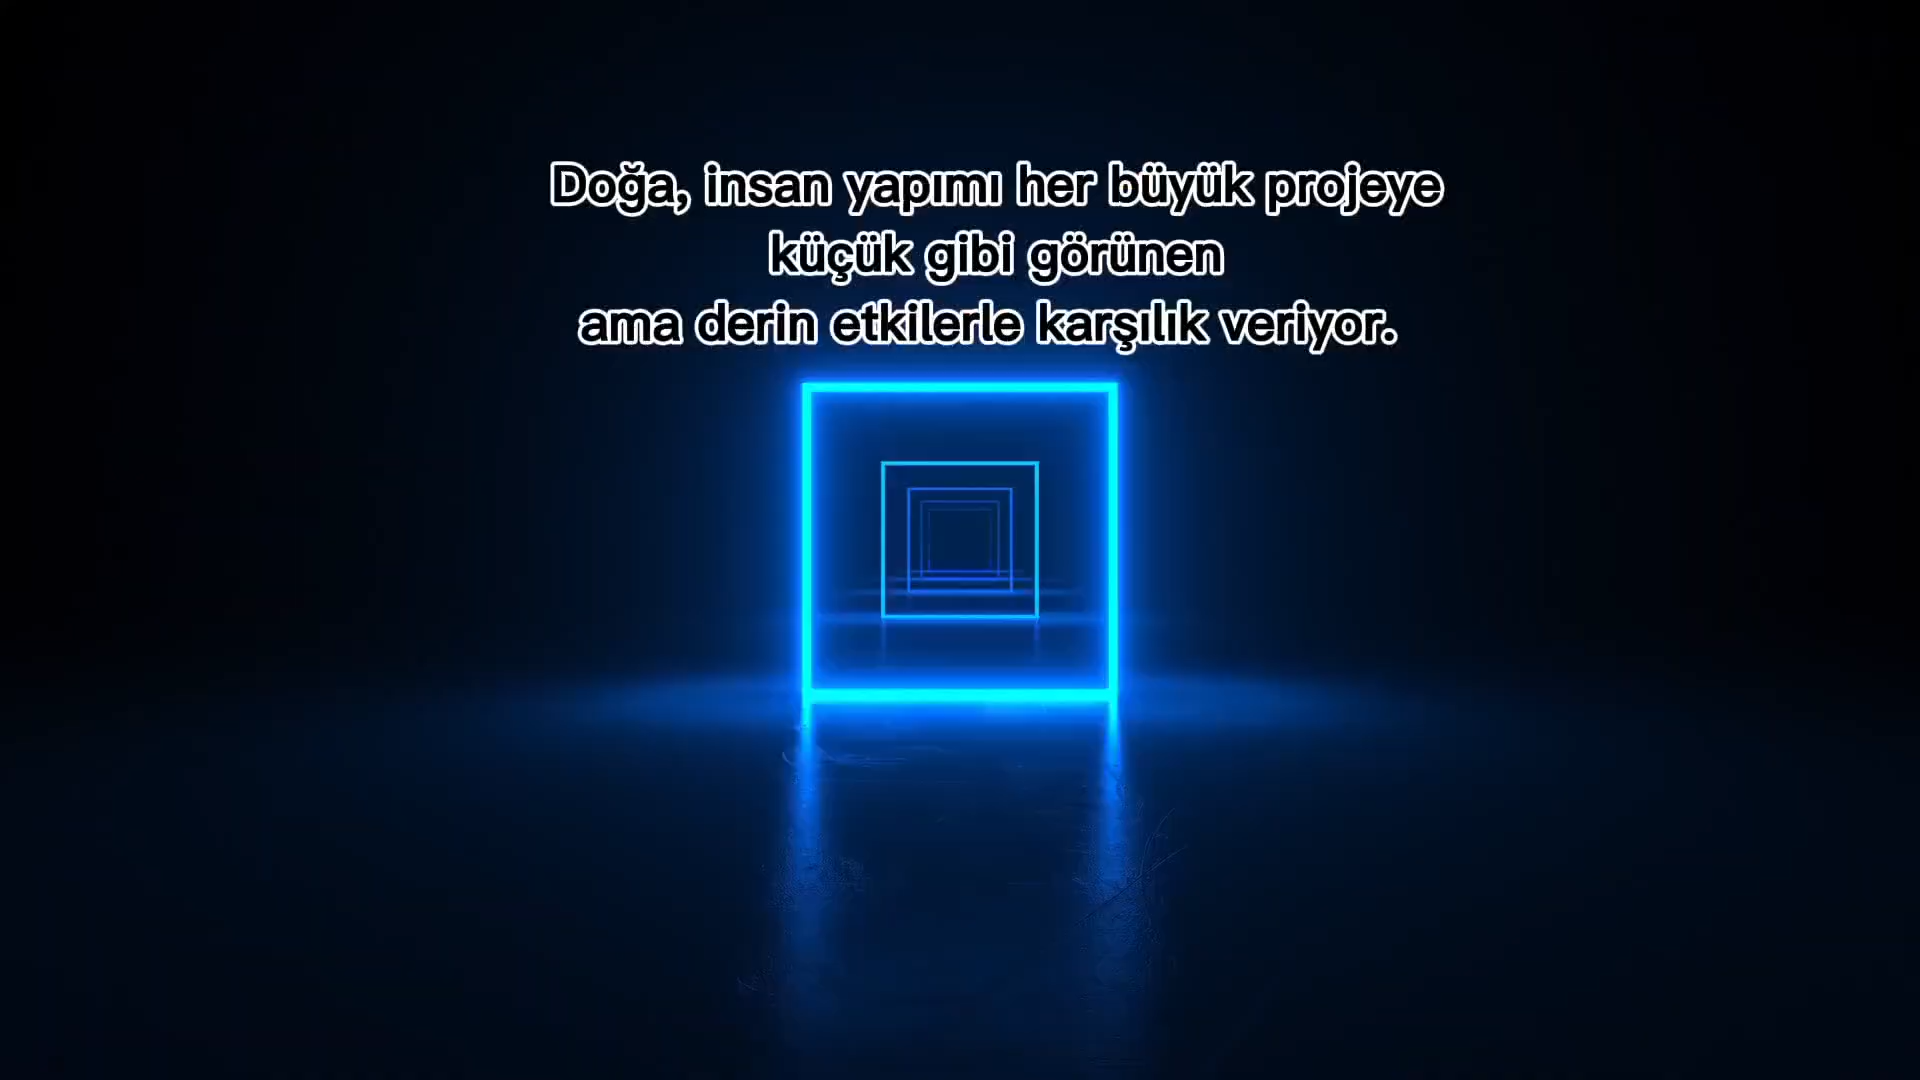 Doğa, insan yapımı her büyük projeye
küçük gibi görünen
ama derin etkilerle karşılık veriyor.